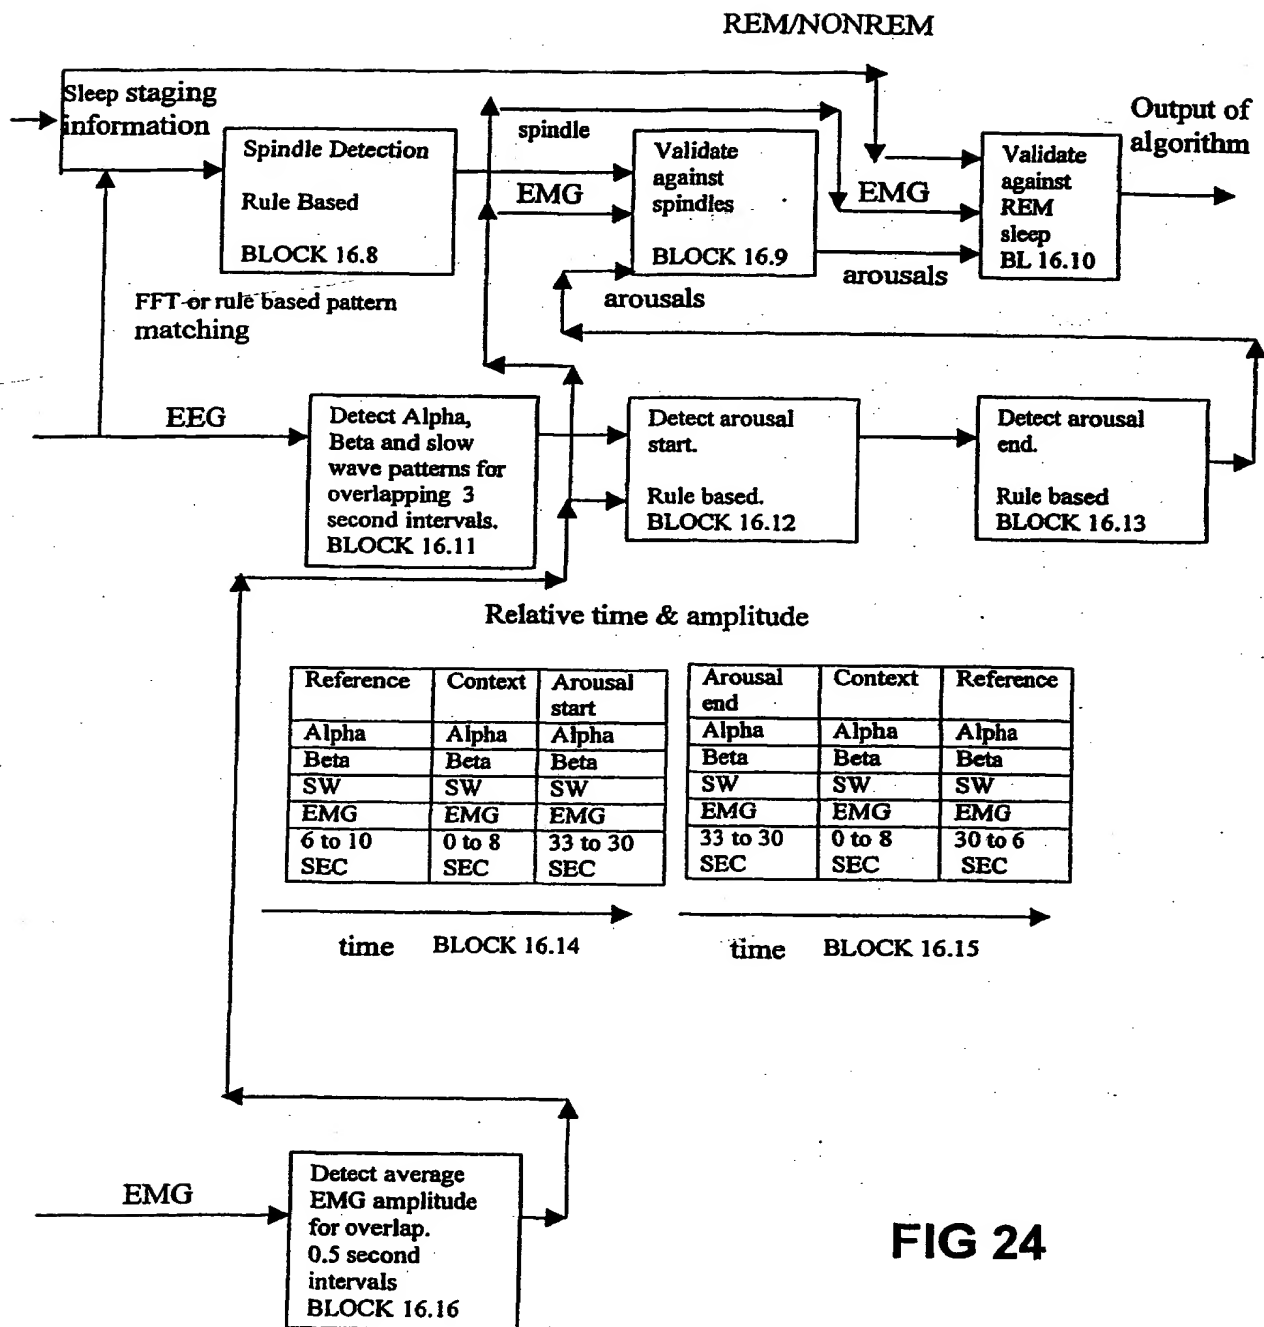 REM/NONREM
Sleep staging
information
Output of
algorithm
Spindle Detection
Rule Based
BLOCK 16.8
spindle
EMG
Validate
against
spindles
BLOCK 16.9
EMG
Validate
against
REM
sleep
BL 16.10
arousals
arousals
FFT or rule based pattern
matching
EEG
Detect Alpha,
Beta and slow
wave patterns for
overlapping 3
second intervals.
BLOCK 16.11
Detect arousal
start.
Rule based.
BLOCK 16.12
Detect arousal
end.
Rule based
BLOCK 16.13
Relative time & amplitude
Reference Context Arousal
start
Alpha Alpha Alpha
Beta Beta Beta
SW SW SW
EMG EMG EMG
6 to 10 0 to 8 33 to 30
SEC SEC SEC
time BLOCK 16.14
Arousal Context Reference
end
Alpha Alpha Alpha
Beta Beta Beta
SW SW SW
EMG EMG EMG
33 to 30 0 to 8 30 to 6
SEC SEC SEC
time BLOCK 16.15
EMG
Detect average
EMG amplitude
for overlap.
0.5 second
intervals
BLOCK 16.16
FIG 24